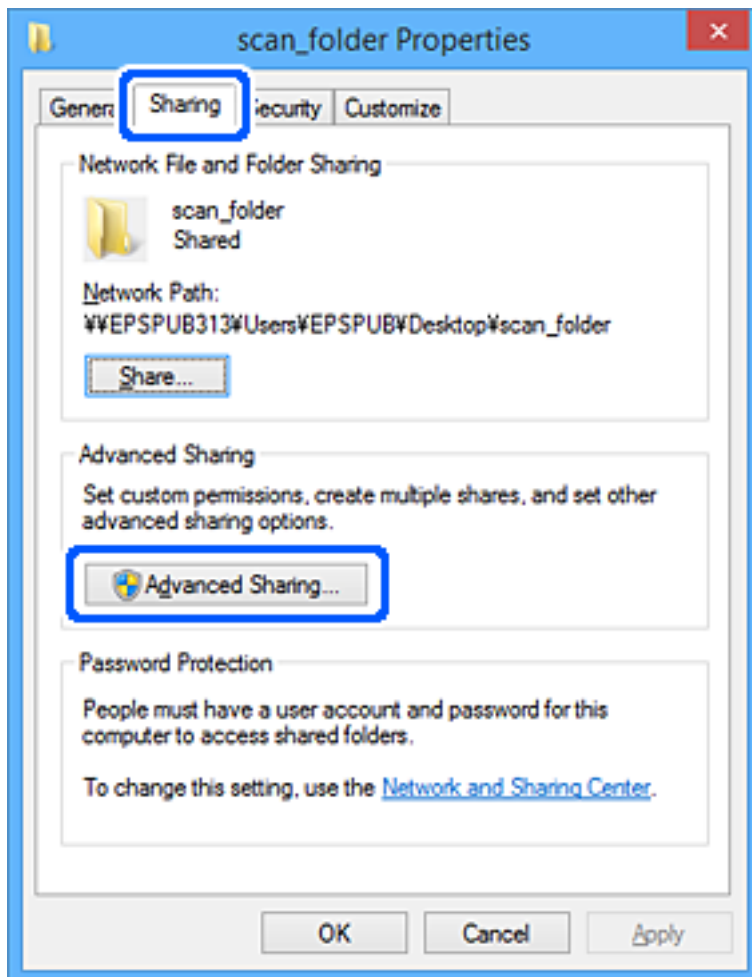 scan_folder Properties
General Sharing Security Customize
Network File and Folder Sharing
scan_folder
Shared
Network Path:
¥¥EPSPUB313¥Users¥EPSPUB¥Desktop¥scan_folder
Share...
Advanced Sharing
Set custom permissions, create multiple shares, and set other
advanced sharing options.
Advanced Sharing...
Password Protection
People must have a user account and password for this
computer to access shared folders.
To change this setting, use the Network and Sharing Center.
OK Cancel Apply